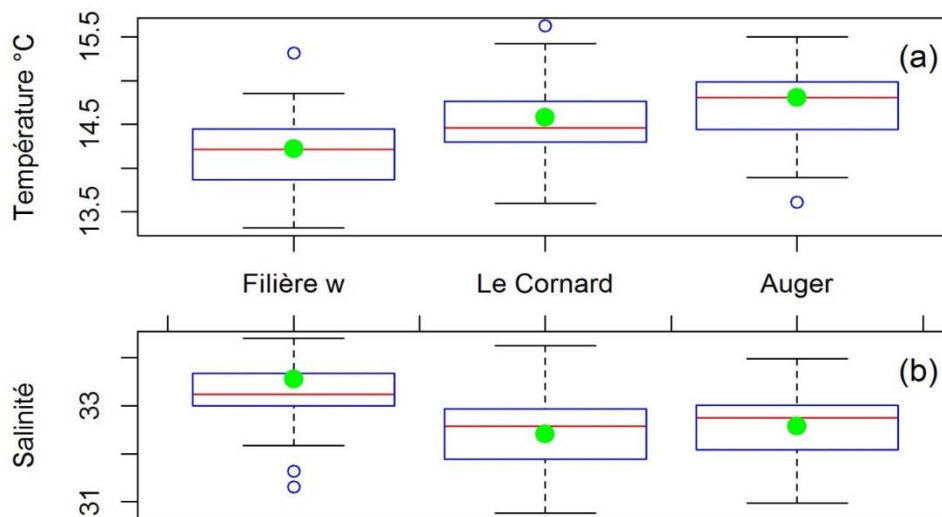 Température °C
15.5
14.5
13.5
(a)
Filière w
Le Cornard
Auger
Salinité
33
31
(b)